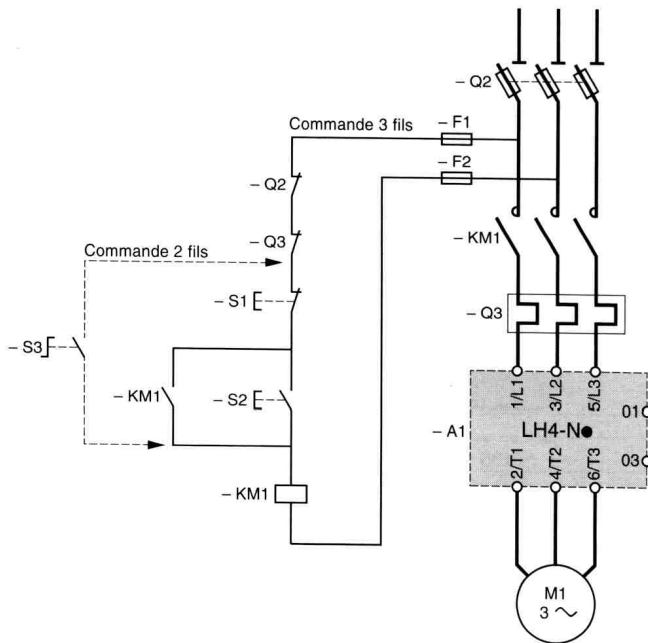 – Q2
– F1
Commande 3 fils
– F2
– Q2
– Q3
Commande 2 fils
– KM1
– S1
– Q3
– S3
– KM1
– S2
1/L1
3/L2
5/L3
01
– A1
LH4-N●
03
2/T1
4/T2
6/T3
– KM1
M1
3 ~